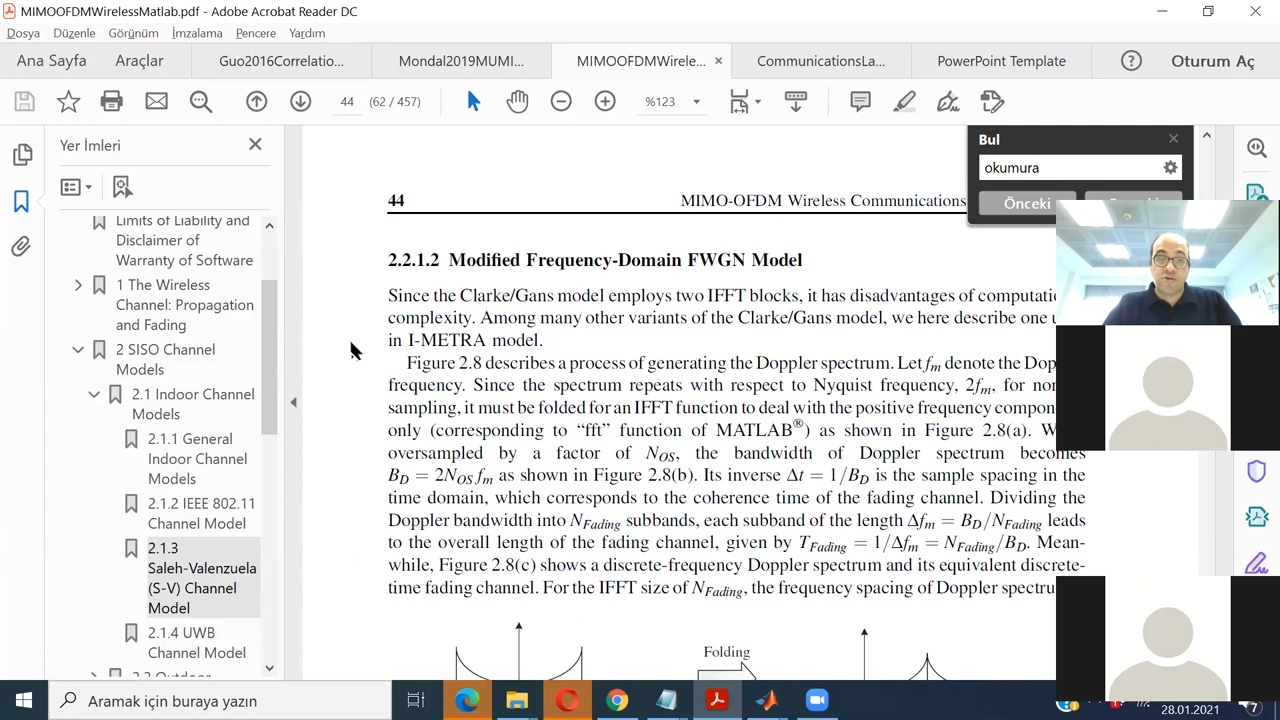 MIMOOFDMWirelessMatlab.pdf - Adobe Acrobat Reader DC
Dosya Düzenle Görünüm İmzalama Pencere Yardım
Ana Sayfa Araçlar Guo2016Correlatio... Mondal2019MUMI... MIMOOFDMWirele... × CommunicationsLa... PowerPoint Template Oturum Aç
44 (62 / 457) %123
Yer İmleri
Limits of Liability and
Disclaimer of
Warranty of Software
1 The Wireless
Channel: Propagation
and Fading
2 SISO Channel
Models
2.1 Indoor Channel
Models
2.1.1 General
Indoor Channel
Models
2.1.2 IEEE 802.11
Channel Model
2.1.3
Saleh-Valenzuela
(S-V) Channel
Model
2.1.4 UWB
Channel Model
Bul
okumura
Önceki
44 MIMO-OFDM Wireless Communications
2.2.1.2 Modified Frequency-Domain FWGN Model
Since the Clarke/Gans model employs two IFFT blocks, it has disadvantages of computati
complexity. Among many other variants of the Clarke/Gans model, we here describe one u
in I-METRA model.
Figure 2.8 describes a process of generating the Doppler spectrum. Let fm denote the Dop
frequency. Since the spectrum repeats with respect to Nyquist frequency, 2fm, for nor
sampling, it must be folded for an IFFT function to deal with the positive frequency compon
only (corresponding to “fft” function of MATLAB®) as shown in Figure 2.8(a). W
oversampled by a factor of NOS, the bandwidth of Doppler spectrum becomes
BD = 2NOS fm as shown in Figure 2.8(b). Its inverse Δt = 1/BD is the sample spacing in the
time domain, which corresponds to the coherence time of the fading channel. Dividing the
Doppler bandwidth into NFading subbands, each subband of the length Δfm = BD/NFading leads
to the overall length of the fading channel, given by TFading = 1/Δfm = NFading/BD. Mean-
while, Figure 2.8(c) shows a discrete-frequency Doppler spectrum and its equivalent discrete-
time fading channel. For the IFFT size of NFading, the frequency spacing of Doppler spectru
Folding
Aramak için buraya yazın
28.01.2021
7